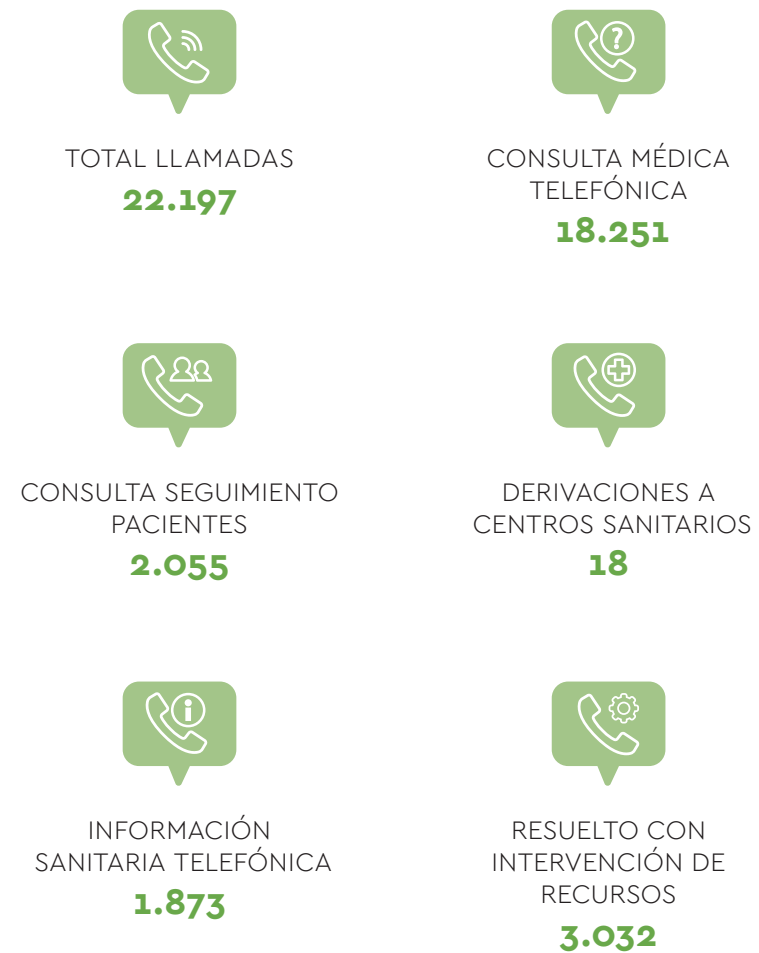 TOTAL LLAMADAS
22.197
CONSULTA MÉDICA
TELEFÓNICA
18.251
CONSULTA SEGUIMIENTO
PACIENTES
2.055
DERIVACIONES A
CENTROS SANITARIOS
18
INFORMACIÓN
SANITARIA TELEFÓNICA
1.873
RESUELTO CON
INTERVENCIÓN DE
RECURSOS
3.032